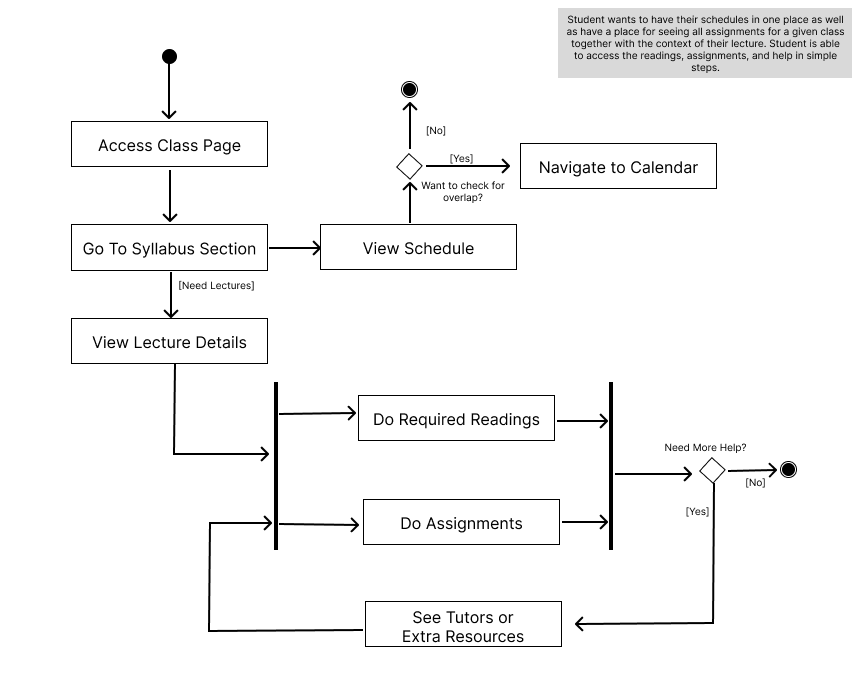 Student wants to have their schedules in one place as well
as have a place for seeing all assignments for a given class
together with the context of their lecture. Student is able
to access the readings, assignments, and help in simple
steps.
[No]
Access Class Page
[Yes]
Navigate to Calendar
Want to check for
overlap?
Go To Syllabus Section
View Schedule
[Need Lectures]
View Lecture Details
Do Required Readings
Need More Help?
[No]
[Yes]
Do Assignments
See Tutors or
Extra Resources